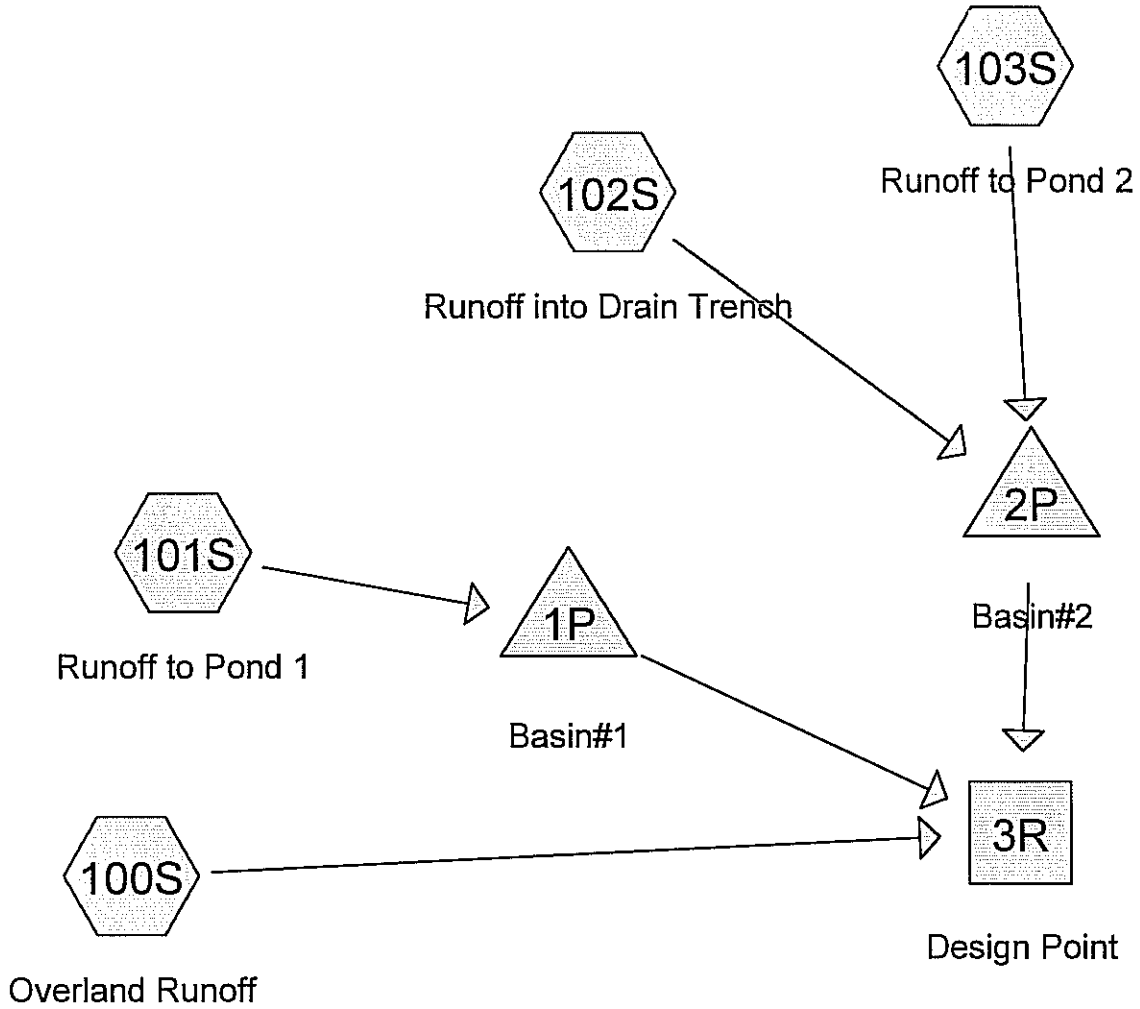 103S
Runoff to Pond 2
102S
Runoff into Drain Trench
2P
Basin#2
101S
Runoff to Pond 1
1P
Basin#1
3R
Design Point
100S
Overland Runoff